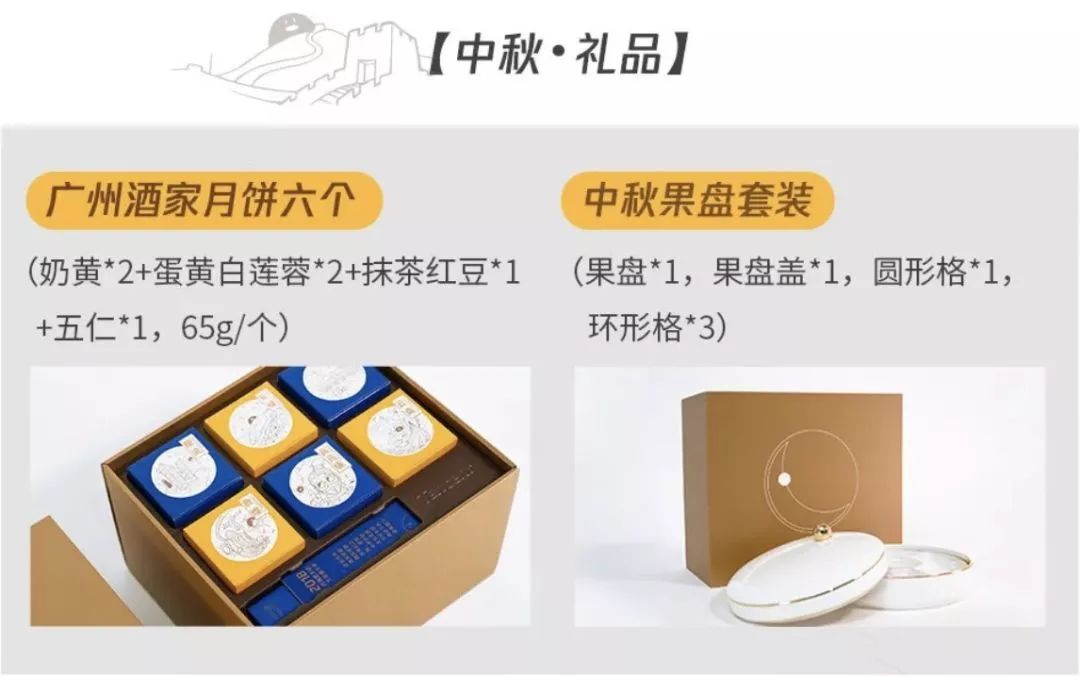 【中秋·礼品】
广州酒家月饼六个
（奶黄*2+蛋黄白莲蓉*2+抹茶红豆*1
+五仁*1，65g/个）
中秋果盘套装
（果盘*1，果盘盖*1，圆形格*1，
环形格*3）
2018